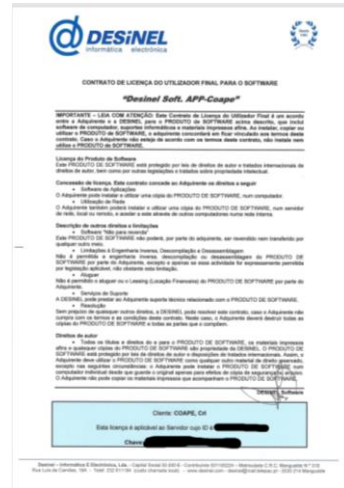 DESiNEL
informática electrónica
CONTRATO DE LICENÇA DO UTILIZADOR FINAL PARA O SOFTWARE
"Desinel Soft. APP-Coape"
IMPORTANTE – LEIA COM ATENÇÃO: Este Contrato de Licença do Utilizador Final é um acordo
entre o Adquirente e a DESINEL para o PRODUTO de SOFTWARE acima descrito, que inclui
software de computador, suportes informáticos e materiais impressos afins. Ao instalar, copiar ou
utilizar o PRODUTO de SOFTWARE, o adquirente concordará em ficar vinculado aos termos deste
contrato. Caso o Adquirente não esteja de acordo com os termos deste contrato, não instale nem
utilize o PRODUTO de SOFTWARE.
Licença do Produto de Software
Este PRODUTO DE SOFTWARE está protegido por leis de direitos de autor e tratados internacionais de
direitos de autor, bem como por outras legislações e tratados sobre propriedade intelectual.
Concessão de licença. Este contrato concede ao Adquirente os direitos a seguir
• Software de Aplicações
O Adquirente pode instalar e utilizar uma cópia do PRODUTO DE SOFTWARE, num computador.
• Utilização de Rede
O Adquirente também poderá instalar e utilizar uma cópia do PRODUTO DE SOFTWARE, num servidor
de rede, local ou remoto, e aceder a este através de outros computadores numa rede interna.
Descrição de outros direitos e limitações
• Software "Não para revenda"
Este PRODUTO DE SOFTWARE não poderá, por parte do adquirente, ser revendido nem transferido por
qualquer outro meio.
• Limitações à Engenharia Inversa, Descompilação e Desassemblagem
Não é permitida a engenharia inversa, descompilação ou desassemblagem do PRODUTO DE
SOFTWARE por parte do Adquirente, excepto e apenas se essa actividade for expressamente permitida
por legislação aplicável, não obstante esta limitação.
• Alugar
Não é permitido o aluguer ou o Leasing (Locação Financeira) do PRODUTO DE SOFTWARE por parte do
Adquirente.
• Serviços de Suporte
A DESINEL pode prestar ao Adquirente suporte técnico relacionado com o PRODUTO DE SOFTWARE.
• Resolução
Sem prejuízo de quaisquer outros direitos, a DESINEL pode resolver este contrato, caso o Adquirente não
cumpra com os termos e as condições deste contrato. Neste caso, o Adquirente deverá destruir todas as
cópias do PRODUTO DE SOFTWARE e todas as partes que o compõem.
Direitos de autor
• Todos os títulos e direitos do e para o PRODUTO DE SOFTWARE, os materiais impressos
afins e quaisquer cópias do PRODUTO DE SOFTWARE são propriedade da DESINEL. O PRODUTO DE
SOFTWARE está protegido por leis de direitos de autor e disposições de tratados internacionais. Assim, o
Adquirente deve utilizar o PRODUTO DE SOFTWARE como qualquer outro material de direito governado,
excepto nas seguintes circunstâncias: o Adquirente pode instalar o PRODUTO DE SOFTWARE num
computador individual desde que guarde o original apenas para efeitos de cópia de segurança ou arquivo.
O Adquirente não pode copiar os materiais impressos que acompanham o PRODUTO DE SOFTWARE.
DESINEL Software
Cliente: COAPE, Crl
Esta licença é aplicável ao Servidor cujo ID é
Chave
Desinel – Informática E Electrónica, Lda.